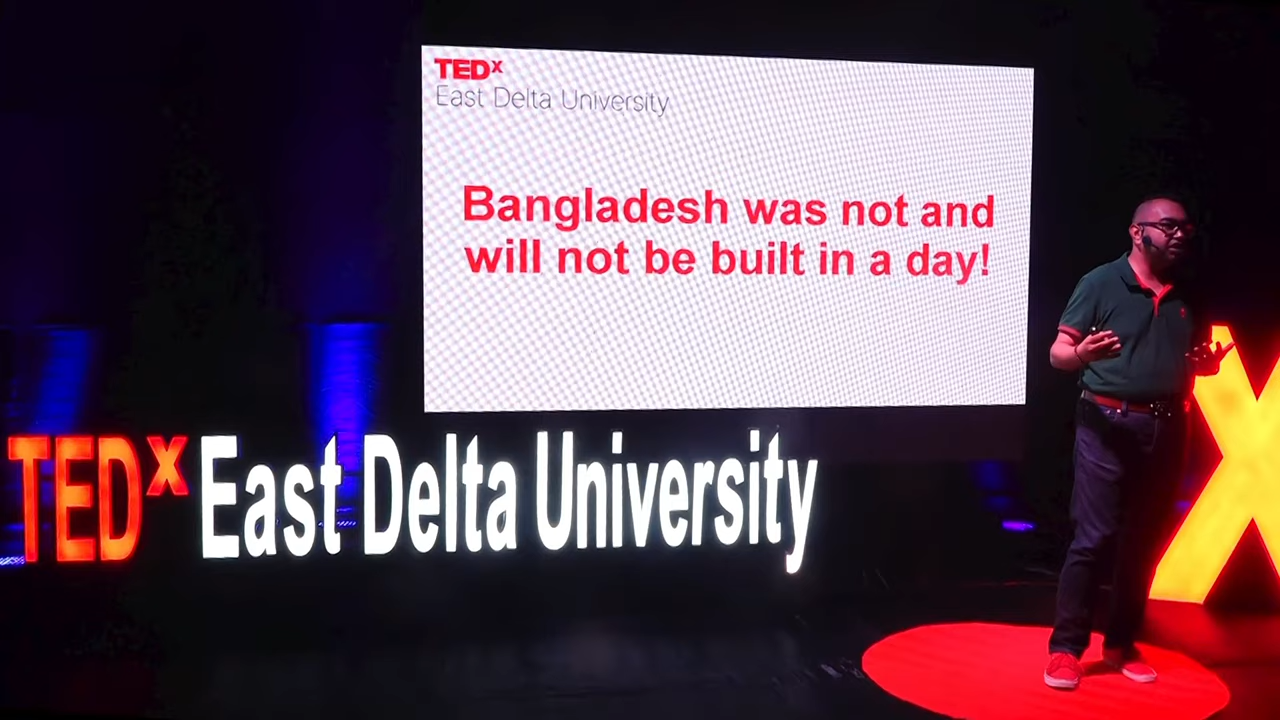 TEDx
East Delta University
Bangladesh was not and
will not be built in a day!
TEDx East Delta University
X